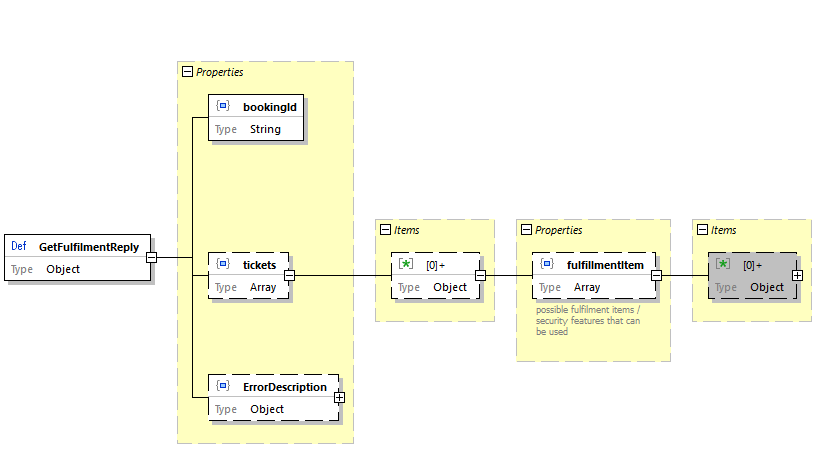 Properties
{} bookingId
Type String
Def GetFulfilmentReply
Type Object
{} tickets
Type Array
Items
[0]+
Type Object
Properties
{} fulfillmentItem
Type Array
possible fulfilment items /
security features that can
be used
Items
[0]+
Type Object
{} ErrorDescription
Type Object